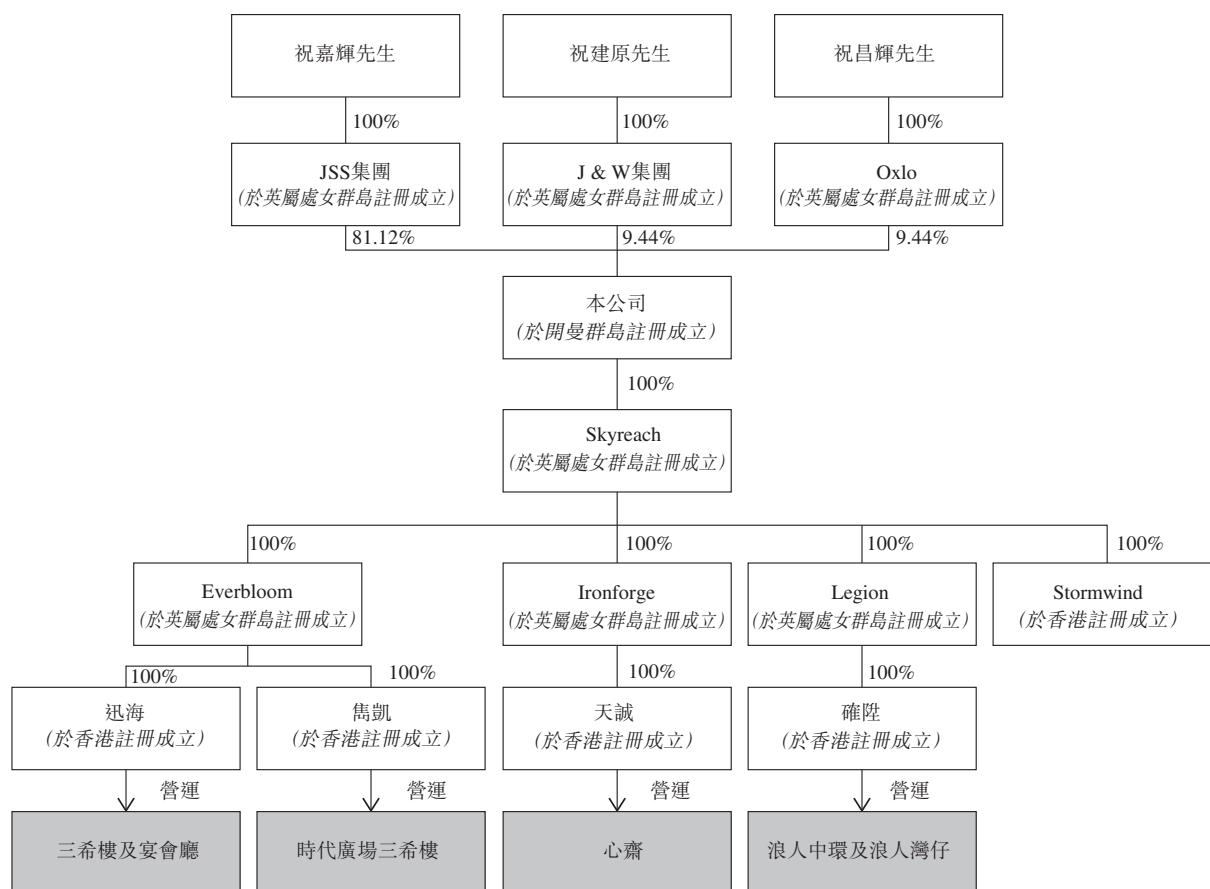 祝嘉輝先生
祝建原先生
祝昌輝先生
100%
100%
100%
JSS集團
(於英屬處女群島註冊成立)
J & W集團
(於英屬處女群島註冊成立)
Oxlo
(於英屬處女群島註冊成立)
81.12%
9.44%
9.44%
本公司
(於開曼群島註冊成立)
100%
Skyreach
(於英屬處女群島註冊成立)
100%
100%
100%
100%
Everbloom
(於英屬處女群島註冊成立)
Ironforge
(於英屬處女群島註冊成立)
Legion
(於英屬處女群島註冊成立)
Stormwind
(於香港註冊成立)
100%
100%
100%
100%
迅海
(於香港註冊成立)
雋凱
(於香港註冊成立)
天誠
(於香港註冊成立)
確陞
(於香港註冊成立)
營運
營運
營運
營運
三希樓及宴會廳
時代廣場三希樓
心齋
浪人中環及浪人灣仔